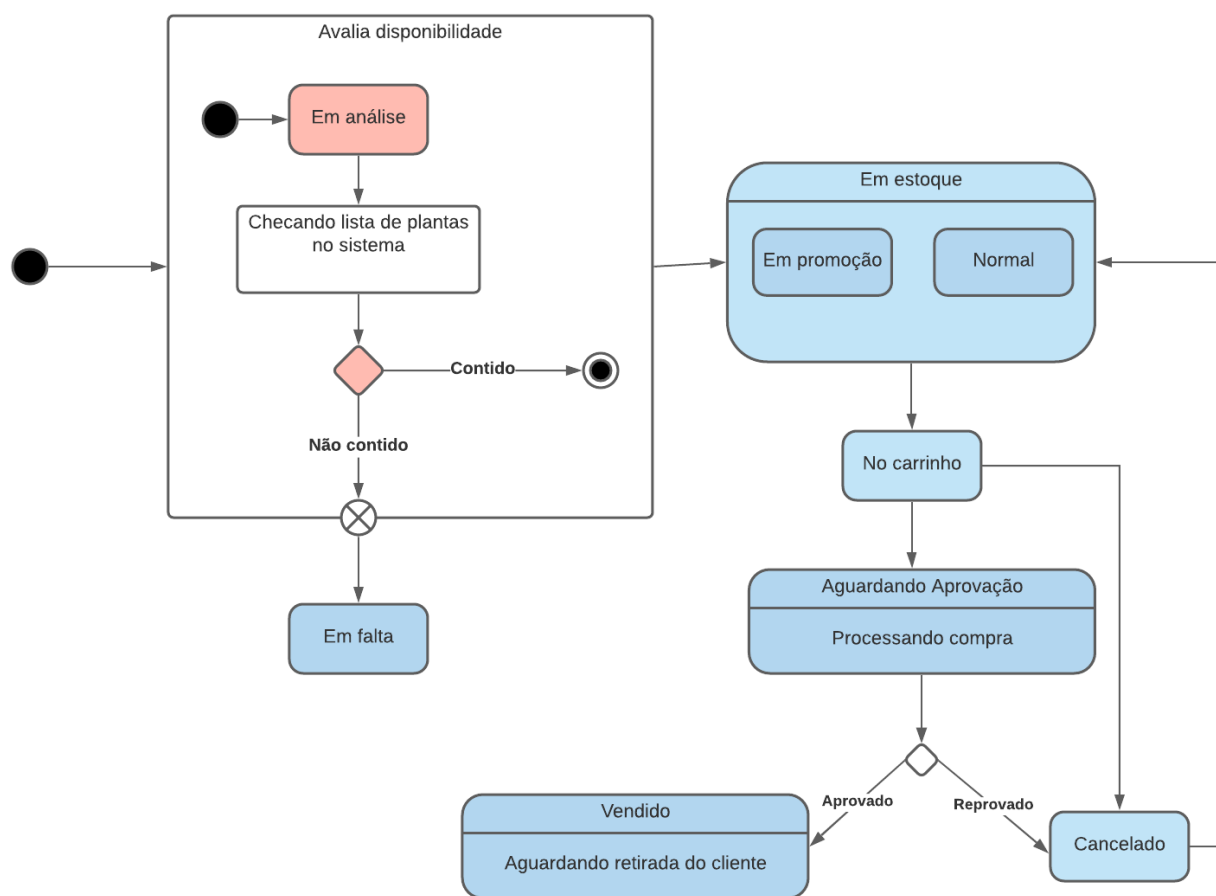 Avalia disponibilidade
Em análise
Checando lista de plantas
no sistema
Contido
Não contido
Em falta
Em estoque
Em promoção
Normal
No carrinho
Aguardando Aprovação
Processando compra
Aprovado
Reprovado
Vendido
Aguardando retirada do cliente
Cancelado